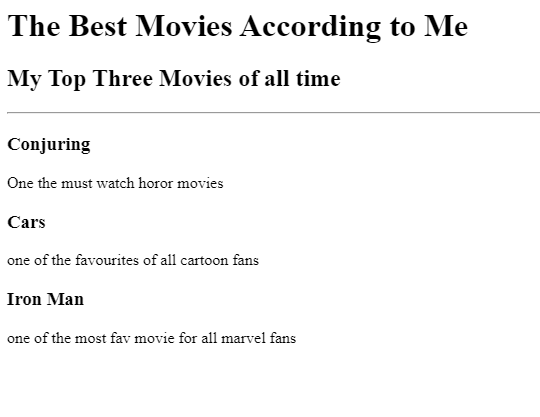 The Best Movies According to Me
My Top Three Movies of all time
Conjuring
One the must watch horor movies
Cars
one of the favourites of all cartoon fans
Iron Man
one of the most fav movie for all marvel fans